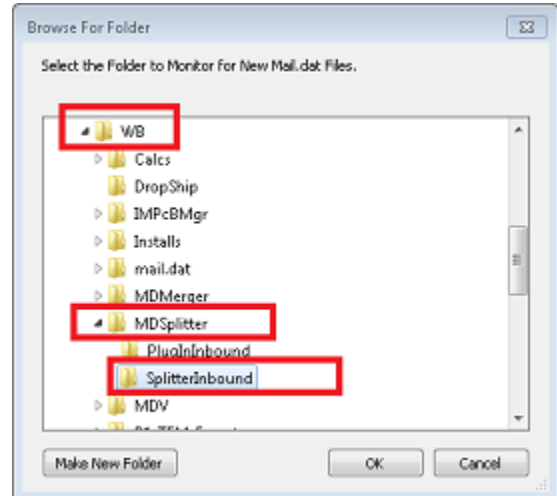 Browse For Folder
Select the Folder to Monitor for New Mail.dat Files.
WB
Calcs
DropShip
IMPcBMgr
Installs
mail.dat
MDMerger
MDSplitter
PlugInInbound
SplitterInbound
MDV
Make New Folder
OK
Cancel